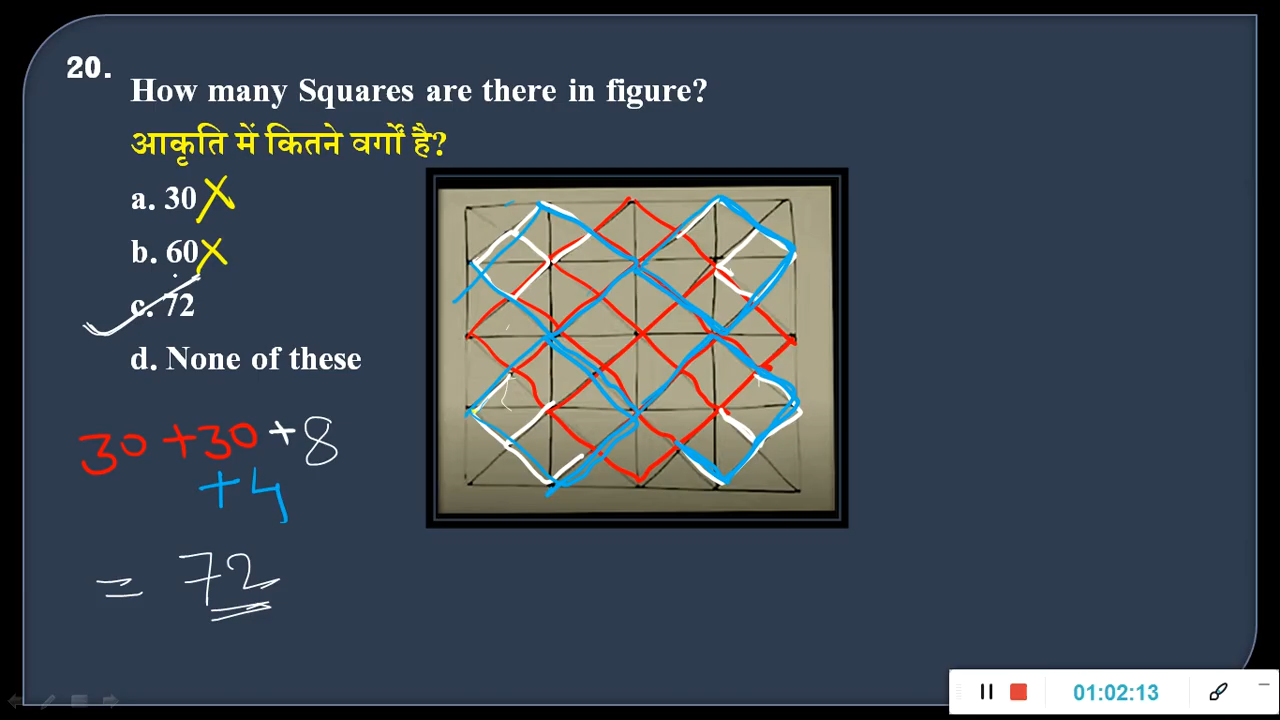 20.
How many Squares are there in figure?
आकृति में कितने वर्गों है?
a. 30
b. 60
c. 72
d. None of these
30 + 30 + 8
+ 4
= 72
01:02:13